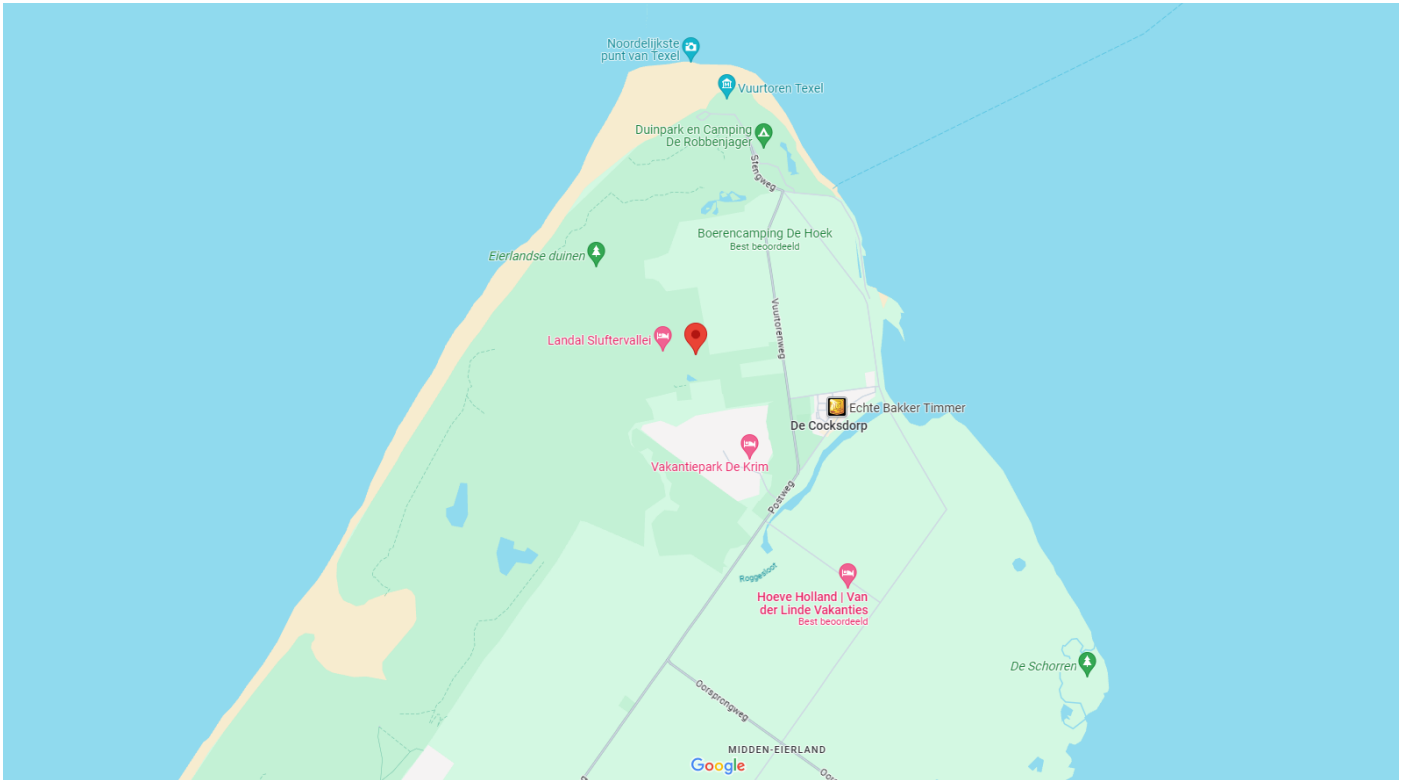 Noordelijkste
punt van Texel
Vuurtoren Texel
Duinpark en Camping
De Robbenjager
Stengweg
Boerencamping De Hoek
Best beoordeeld
Eierlandse duinen
Vuurtorenweg
Landal Sluftervallei
Echte Bakker Timmer
De Cocksdorp
Vakantiepark De Krim
Postweg
Roggesloot
Hoeve Holland | Van
der Linde Vakanties
Best beoordeeld
De Schorren
Oorsprongweg
MIDDEN-EIERLAND
Google